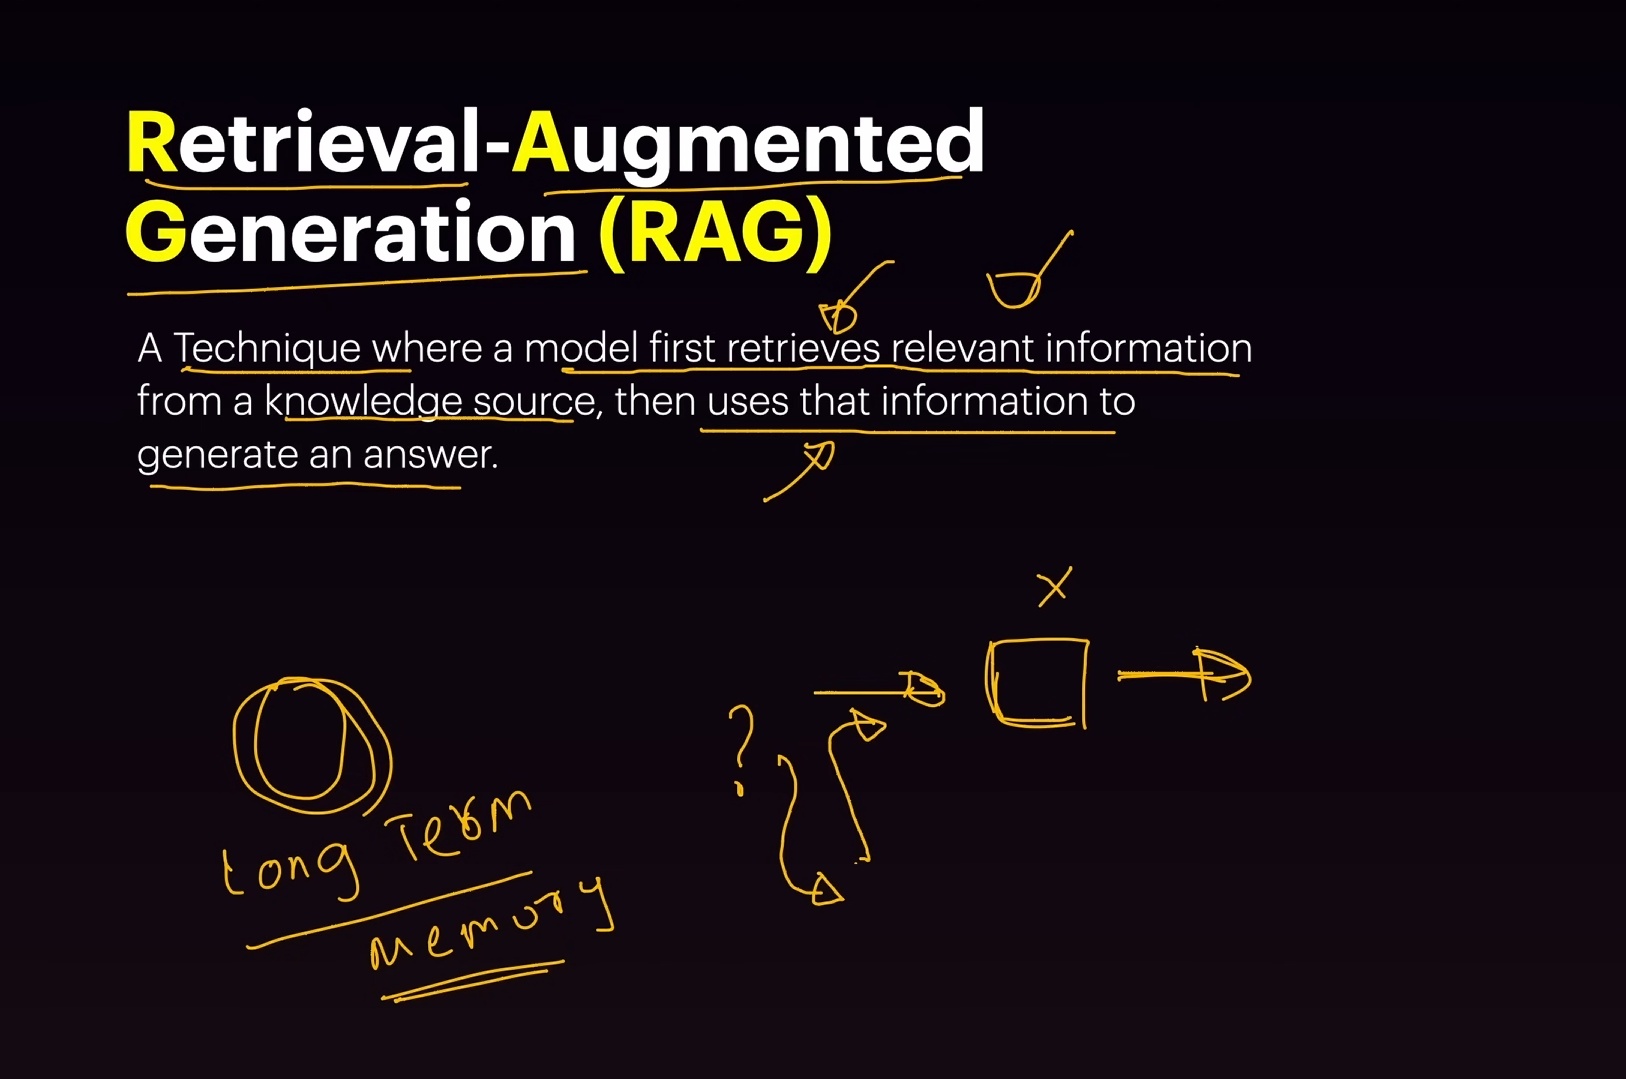 Retrieval-Augmented
Generation (RAG)
A Technique where a model first retrieves relevant information
from a knowledge source, then uses that information to
generate an answer.
X
?
Long Term
Memory